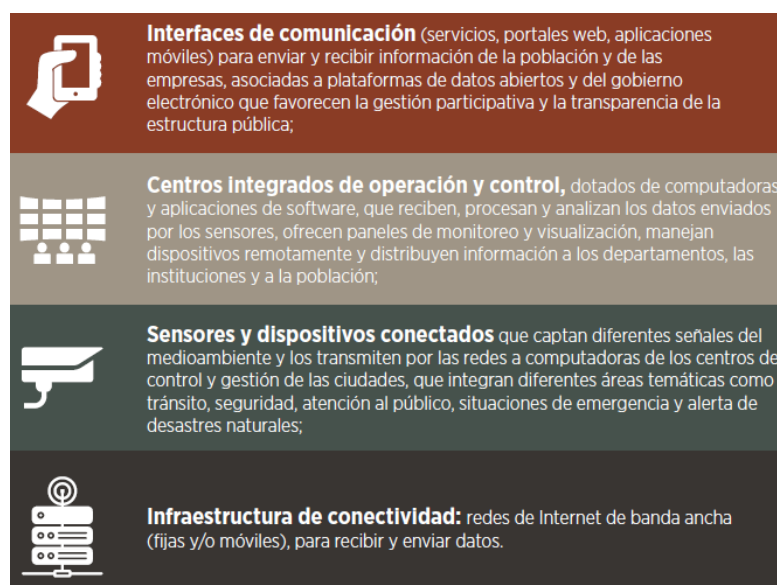 Interfaces de comunicación (servicios, portales web, aplicaciones
móviles) para enviar y recibir información de la población y de las
empresas, asociadas a plataformas de datos abiertos y del gobierno
electrónico que favorecen la gestión participativa y la transparencia de la
estructura pública;
Centros integrados de operación y control, dotados de computadoras
y aplicaciones de software, que reciben, procesan y analizan los datos enviados
por los sensores, ofrecen paneles de monitoreo y visualización, manejan
dispositivos remotamente y distribuyen información a los departamentos, las
instituciones y a la población;
Sensores y dispositivos conectados que captan diferentes señales del
medioambiente y los transmiten por las redes a computadoras de los centros de
control y gestión de las ciudades, que integran diferentes áreas temáticas como
tránsito, seguridad, atención al público, situaciones de emergencia y alerta de
desastres naturales;
Infraestructura de conectividad: redes de Internet de banda ancha
(fijas y/o móviles), para recibir y enviar datos.